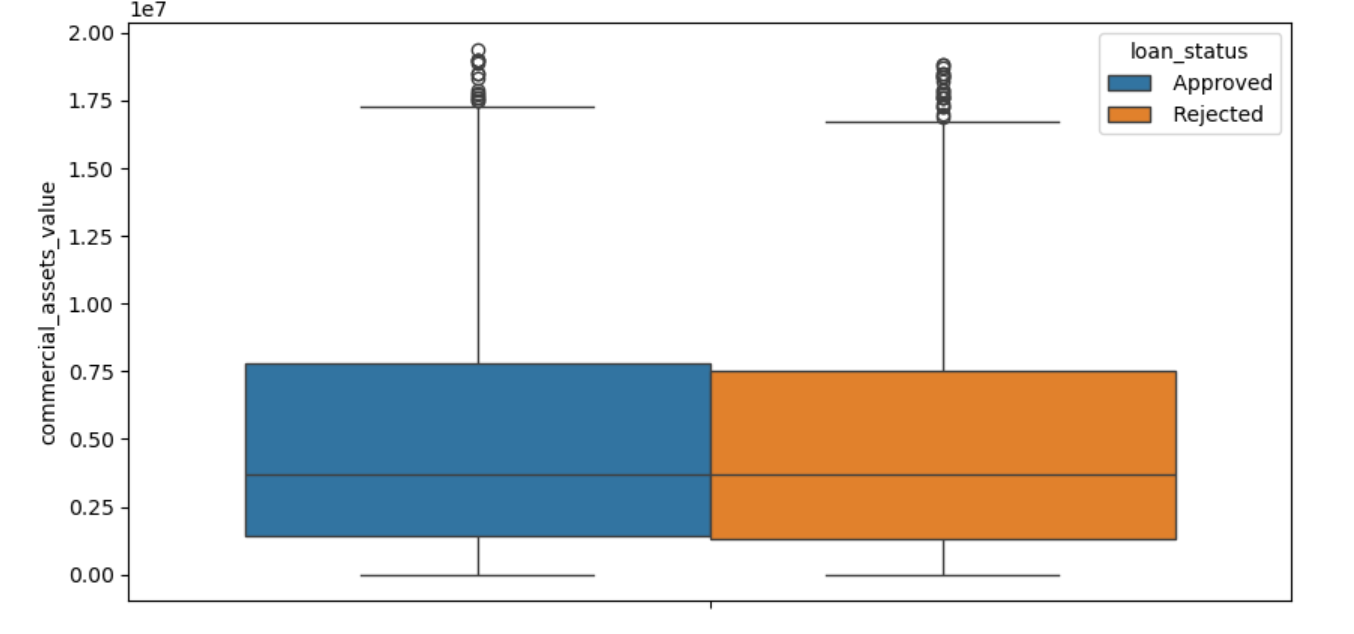 1e7
2.00
1.75
1.50
1.25
1.00
0.75
0.50
0.25
0.00
commercial_assets_value
loan_status
Approved
Rejected